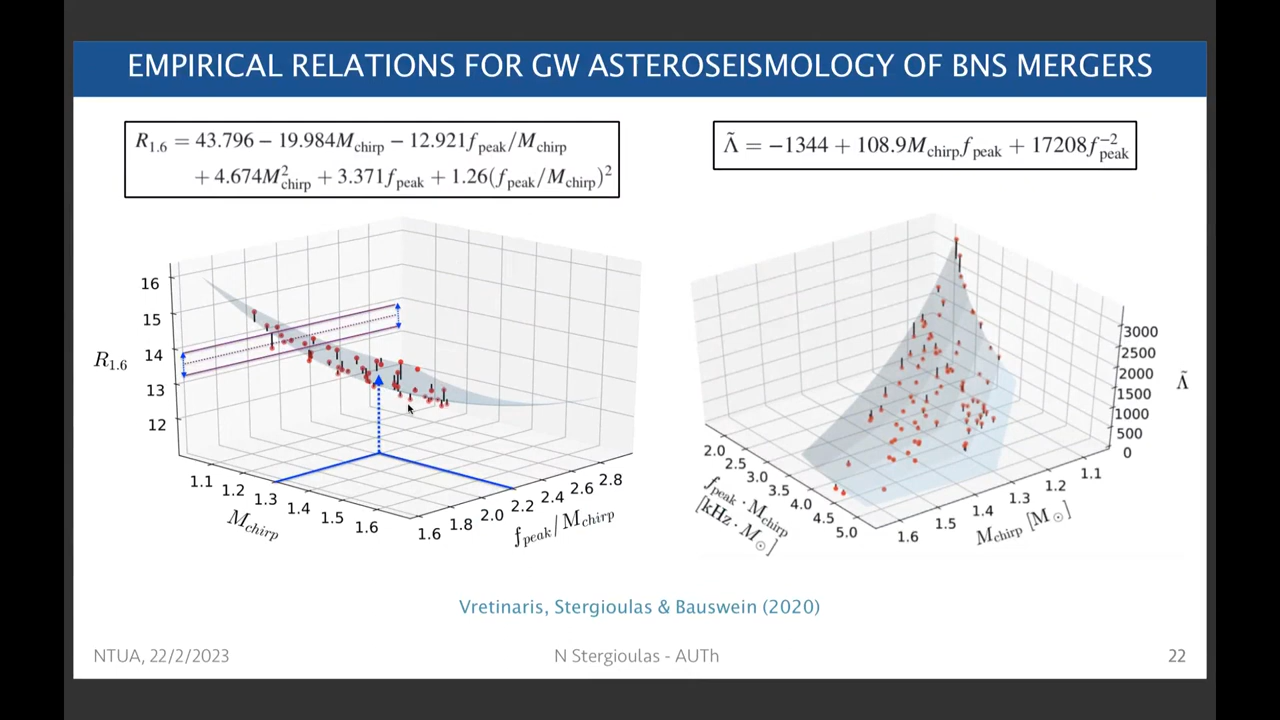 EMPIRICAL RELATIONS FOR GW ASTEROSEISMOLOGY OF BNS MERGERS
R₁.₆ = 43.796 − 19.984M_chirp − 12.921f_peak/M_chirp
+ 4.674M²_chirp + 3.371f_peak + 1.26(f_peak/M_chirp)²
Λ̃ = −1344 + 108.9M_chirp f_peak + 17208f⁻²_peak
16
15
14
13
12
R₁.₆
1.1
1.2
1.3
1.4
1.5
1.6
M_chirp
1.6
1.8
2.0
2.2
2.4
2.6
2.8
f_peak/M_chirp
3000
2500
2000
1500
1000
500
0
Λ̃
2.0
2.5
3.0
3.5
4.0
4.5
5.0
f_peak · M_chirp
[kHz · M⊙]
1.6
1.5
1.4
1.3
1.2
1.1
M_chirp [M⊙]
Vretinaris, Stergioulas & Bauswein (2020)
NTUA, 22/2/2023
N Stergioulas - AUTh
22